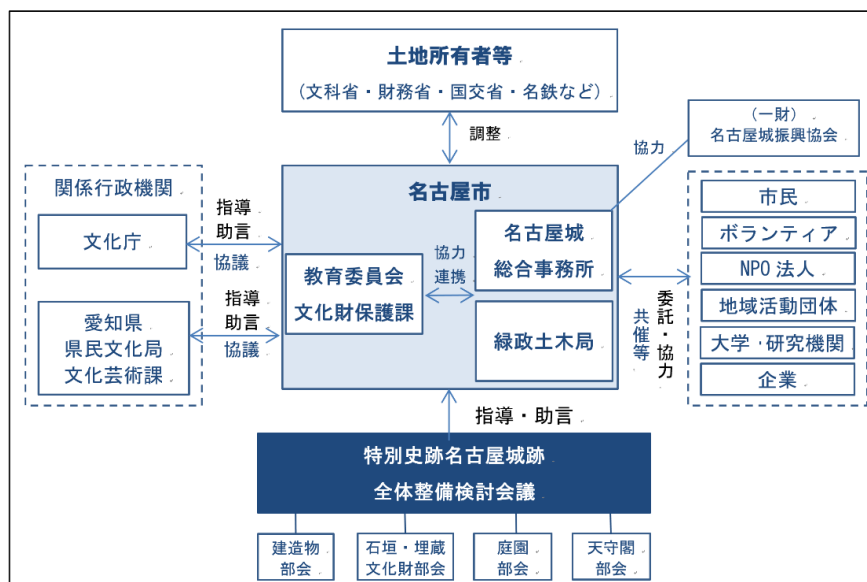 土地所有者等
（文科省・財務省・国交省・名鉄など）
調整
（一財）
名古屋城振興協会
協力
関係行政機関
文化庁
愛知県
県民文化局
文化芸術課
指導
助言
協議
指導
助言
協議
名古屋市
教育委員会
文化財保護課
協力
連携
名古屋城
総合事務所
緑政土木局
委託・協力
共催等
市民
ボランティア
NPO法人
地域活動団体
大学・研究機関
企業
指導・助言
特別史跡名古屋城跡
全体整備検討会議
建造物
部会
石垣・埋蔵
文化財部会
庭園
部会
天守閣
部会